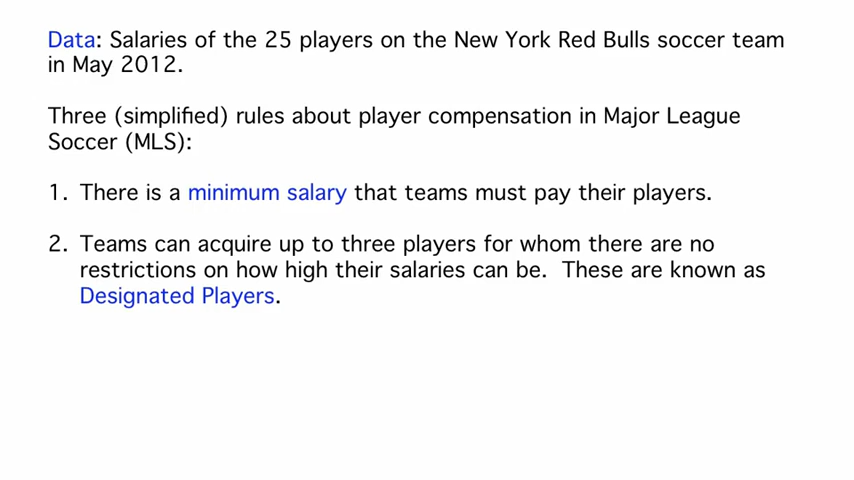 Data: Salaries of the 25 players on the New York Red Bulls soccer team
in May 2012.
Three (simplified) rules about player compensation in Major League
Soccer (MLS):
1. There is a minimum salary that teams must pay their players.
2. Teams can acquire up to three players for whom there are no
restrictions on how high their salaries can be. These are known as
Designated Players.